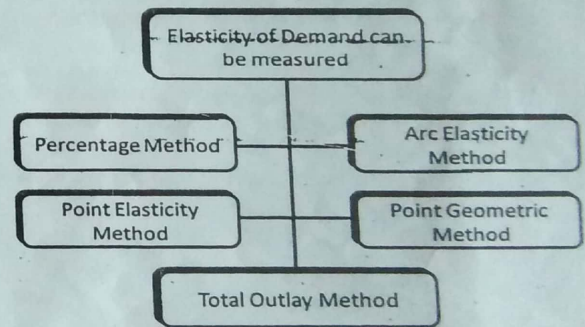 Elasticity of Demand can
be measured
Percentage Method
Arc Elasticity
Method
Point Elasticity
Method
Point Geometric
Method
Total Outlay Method